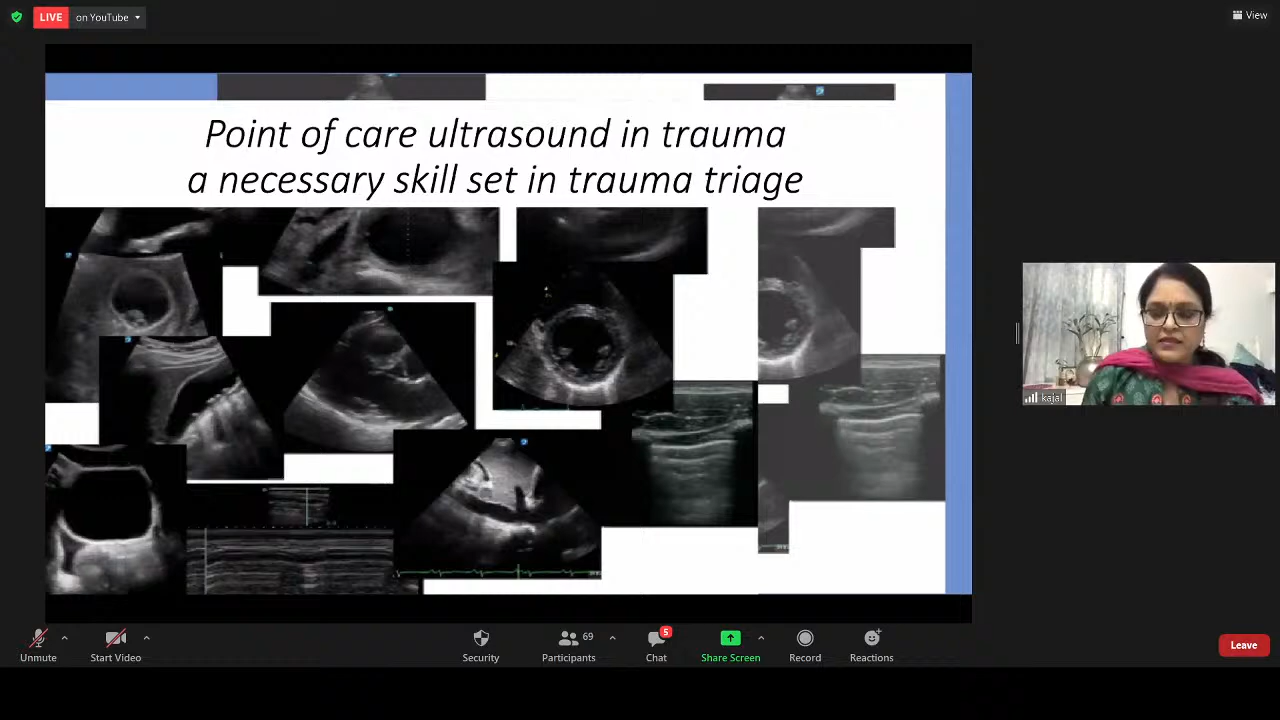 LIVE on YouTube
View
Point of care ultrasound in trauma
a necessary skill set in trauma triage
kajal
Unmute
Start Video
Security
69
Participants
5
Chat
Share Screen
Record
Reactions
Leave